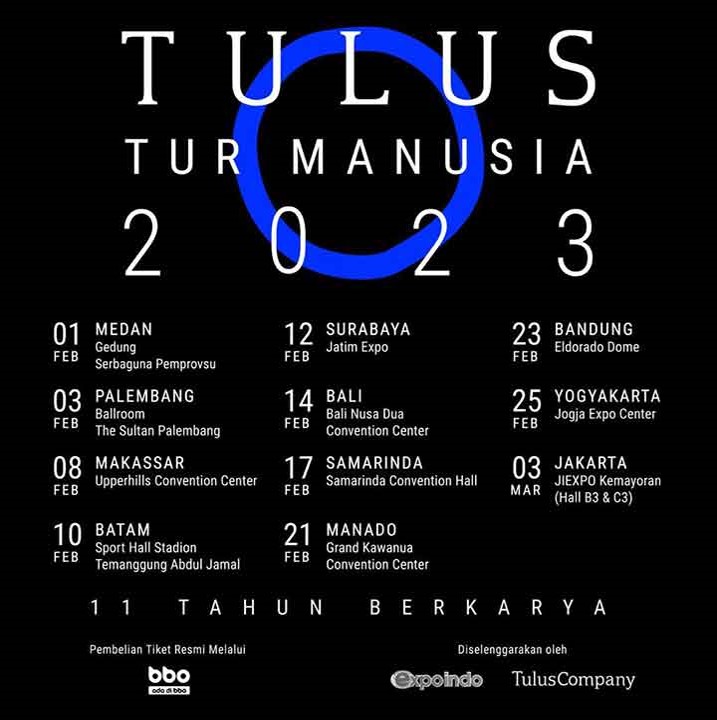 TULUS
TUR MANUSIA
2023
01 FEB MEDAN
Gedung
Serbaguna Pemprovsu
03 FEB PALEMBANG
Ballroom
The Sultan Palembang
08 FEB MAKASSAR
Upperhills Convention Center
10 FEB BATAM
Sport Hall Stadion
Temanggung Abdul Jamal
12 FEB SURABAYA
Jatim Expo
14 FEB BALI
Bali Nusa Dua
Convention Center
17 FEB SAMARINDA
Samarinda Convention Hall
21 FEB MANADO
Grand Kawanua
Convention Center
23 FEB BANDUNG
Eldorado Dome
25 FEB YOGYAKARTA
Jogja Expo Center
03 MAR JAKARTA
JIEXPO Kemayoran
(Hall B3 & C3)
11 TAHUN BERKARYA
Pembelian Tiket Resmi Melalui
bbo
ada di bbo
Diselenggarakan oleh
expoindo
TulusCompany